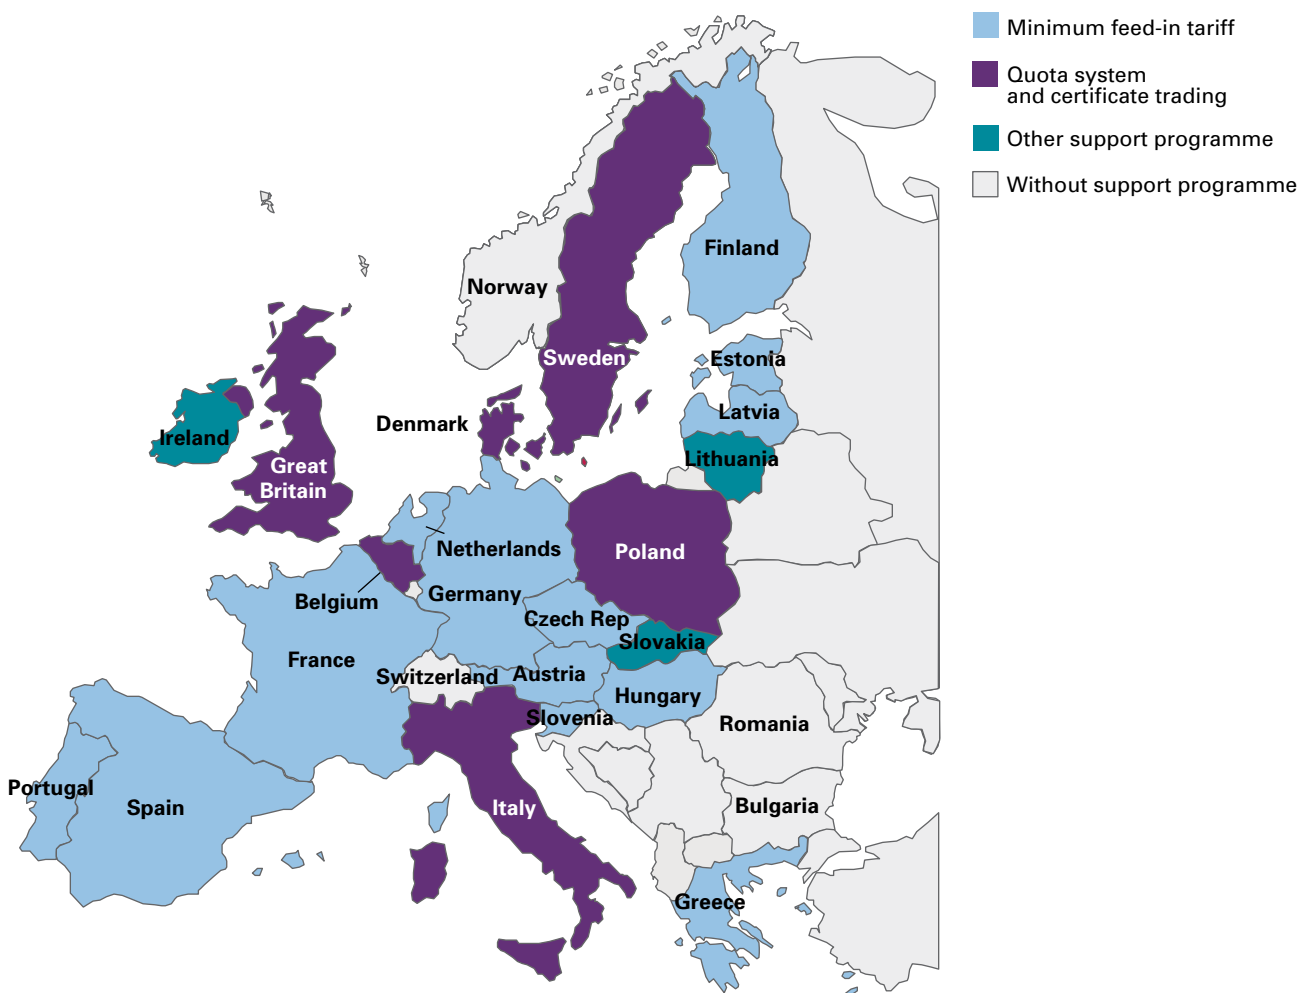 Minimum feed-in tariff
Quota system
and certificate trading
Other support programme
Without support programme
Finland
Norway
Sweden
Estonia
Latvia
Denmark
Ireland
Lithuania
Great
Britain
Netherlands
Poland
Germany
Belgium
Czech Rep
Slovakia
France
Switzerland
Austria
Hungary
Slovenia
Romania
Portugal
Spain
Italy
Bulgaria
Greece